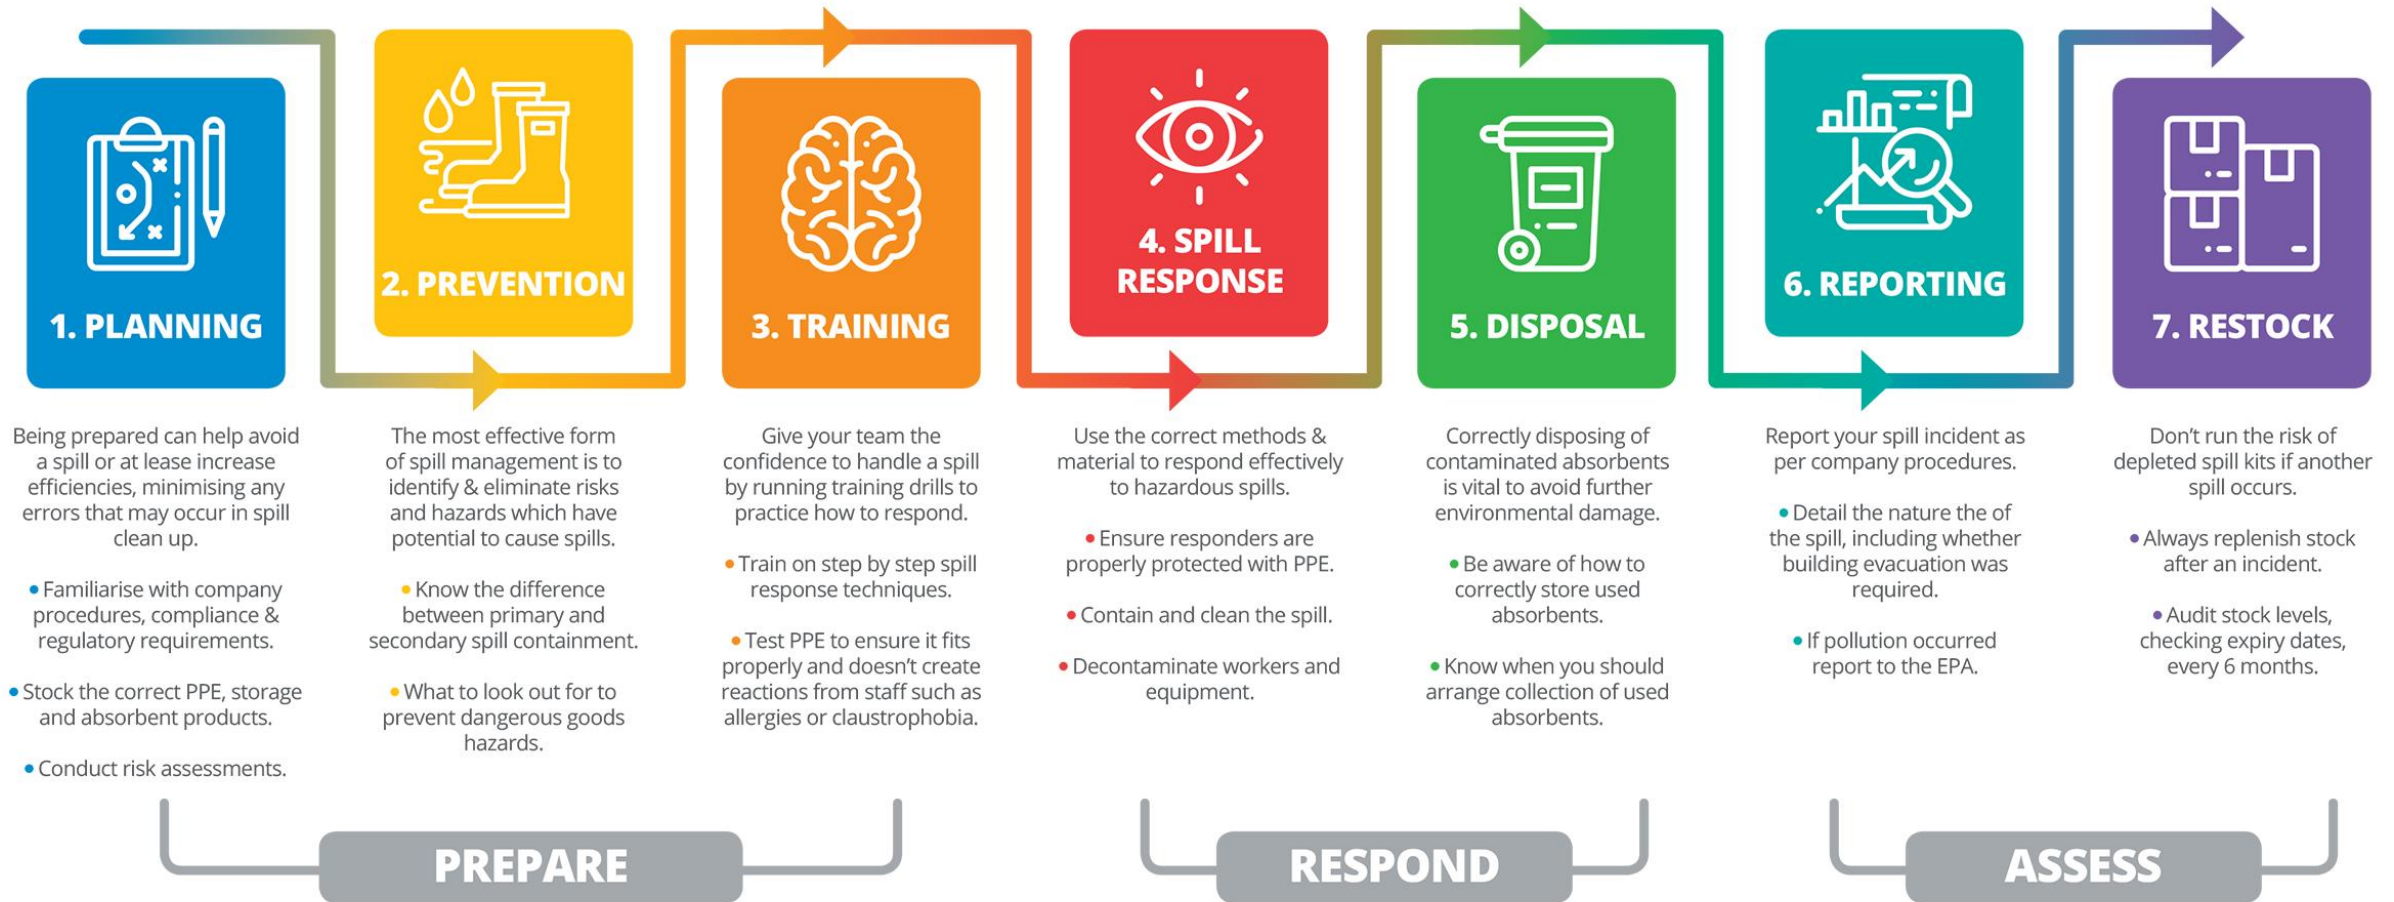 1. PLANNING
Being prepared can help avoid
a spill or at lease increase
efficiencies, minimising any
errors that may occur in spill
clean up.
• Familiarise with company
procedures, compliance &
regulatory requirements.
• Stock the correct PPE, storage
and absorbent products.
• Conduct risk assessments.
2. PREVENTION
The most effective form
of spill management is to
identify & eliminate risks
and hazards which have
potential to cause spills.
• Know the difference
between primary and
secondary spill containment.
• What to look out for to
prevent dangerous goods
hazards.
3. TRAINING
Give your team the
confidence to handle a spill
by running training drills to
practice how to respond.
• Train on step by step spill
response techniques.
• Test PPE to ensure it fits
properly and doesn't create
reactions from staff such as
allergies or claustrophobia.
4. SPILL
RESPONSE
Use the correct methods &
material to respond effectively
to hazardous spills.
• Ensure responders are
properly protected with PPE.
• Contain and clean the spill.
• Decontaminate workers and
equipment.
5. DISPOSAL
Correctly disposing of
contaminated absorbents
is vital to avoid further
environmental damage.
• Be aware of how to
correctly store used
absorbents.
• Know when you should
arrange collection of used
absorbents.
6. REPORTING
Report your spill incident as
per company procedures.
• Detail the nature the of
the spill, including whether
building evacuation was
required.
• If pollution occurred
report to the EPA.
7. RESTOCK
Don't run the risk of
depleted spill kits if another
spill occurs.
• Always replenish stock
after an incident.
• Audit stock levels,
checking expiry dates,
every 6 months.
PREPARE
RESPOND
ASSESS